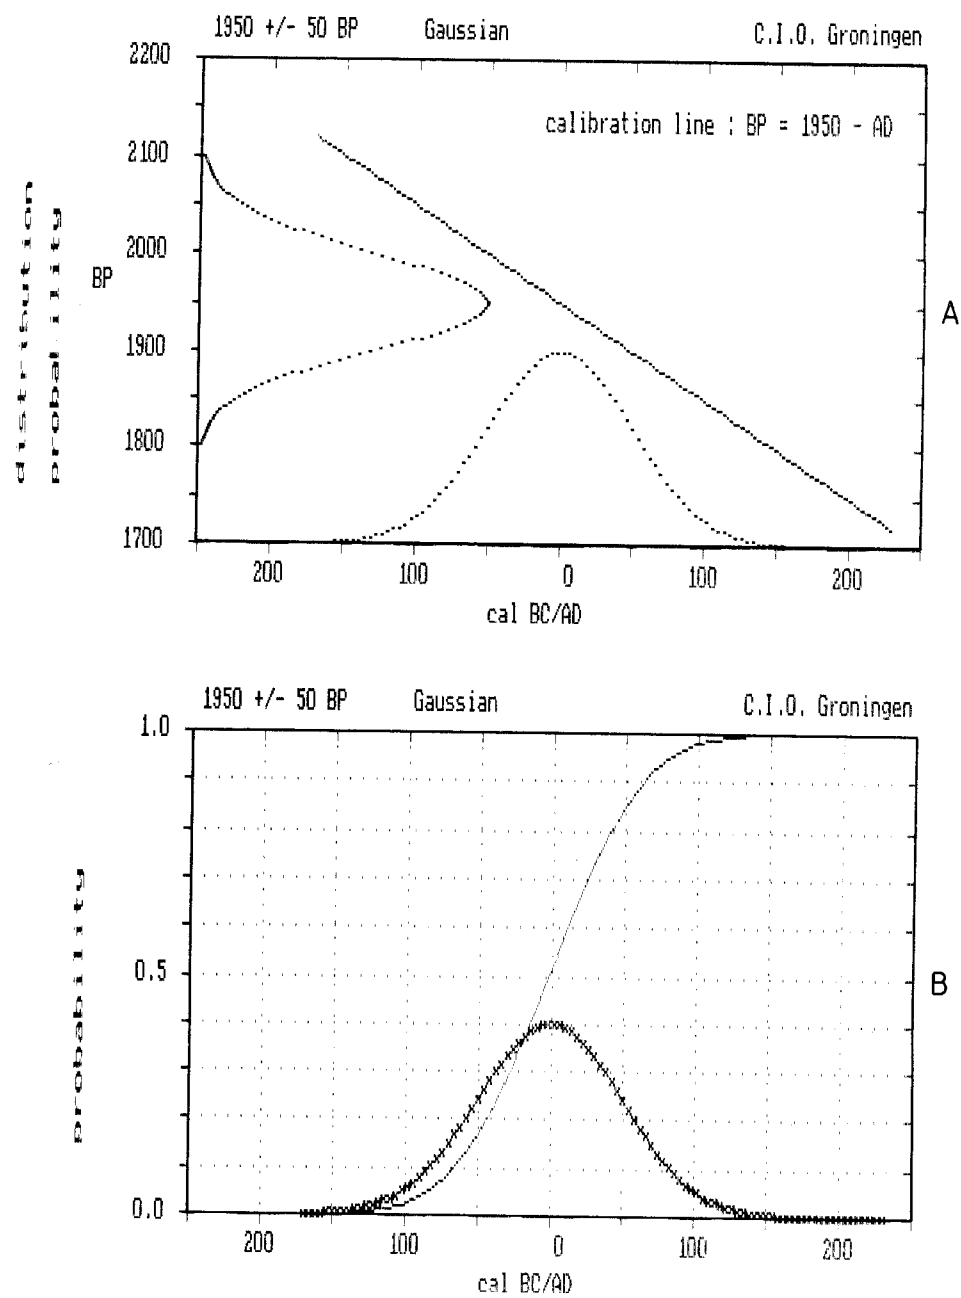 1950 +/- 50 BP Gaussian C.I.O. Groningen
2200
calibration line : BP = 1950 - AD
2100
2000
BP
1900
1800
1700
distribution
probability
A
200 100 0 100 200
cal BC/AD
1950 +/- 50 BP Gaussian C.I.O. Groningen
1.0
0.5
0.0
probability
B
200 100 0 100 200
cal BC/AD